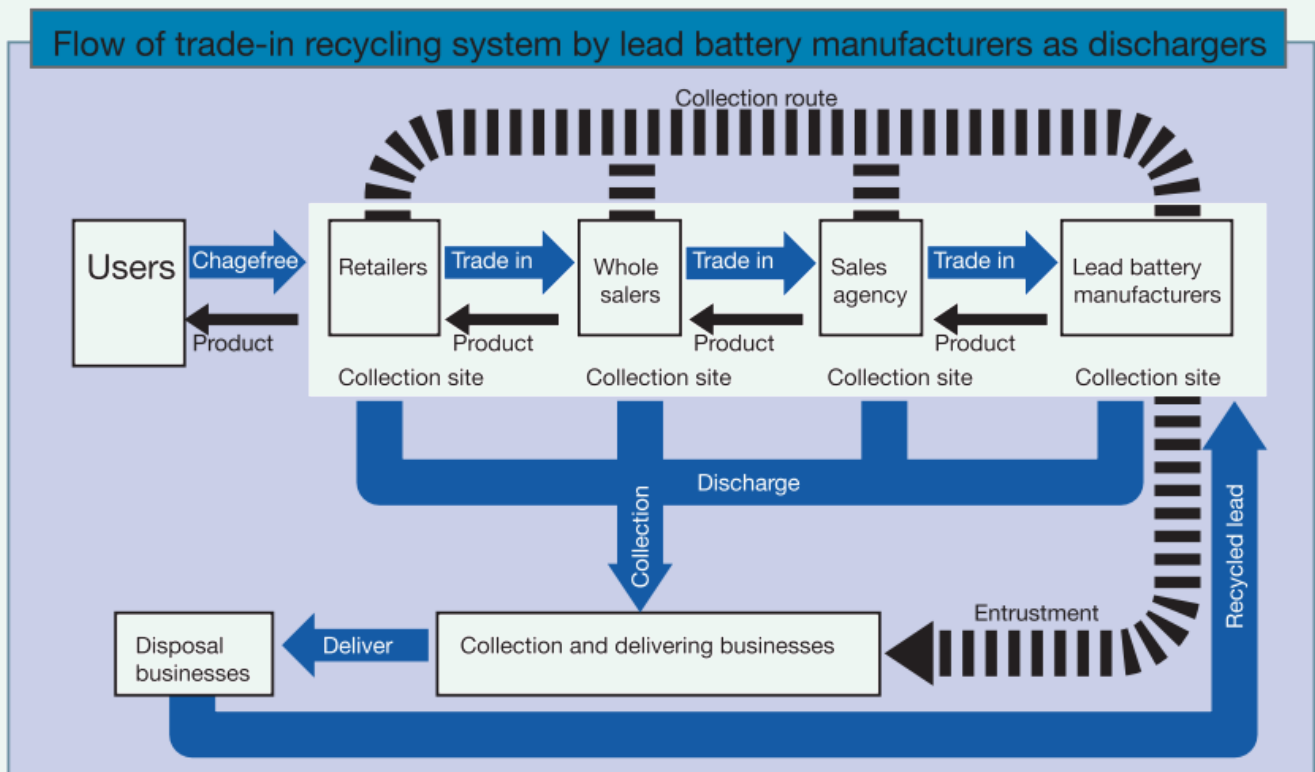 Flow of trade-in recycling system by lead battery manufacturers as dischargers
Collection route
Users
Chagefree
Product
Retailers
Trade in
Product
Whole
salers
Trade in
Product
Sales
agency
Trade in
Product
Lead battery
manufacturers
Collection site
Collection site
Collection site
Collection site
Discharge
Collection
Recycled lead
Entrustment
Collection and delivering businesses
Deliver
Disposal
businesses